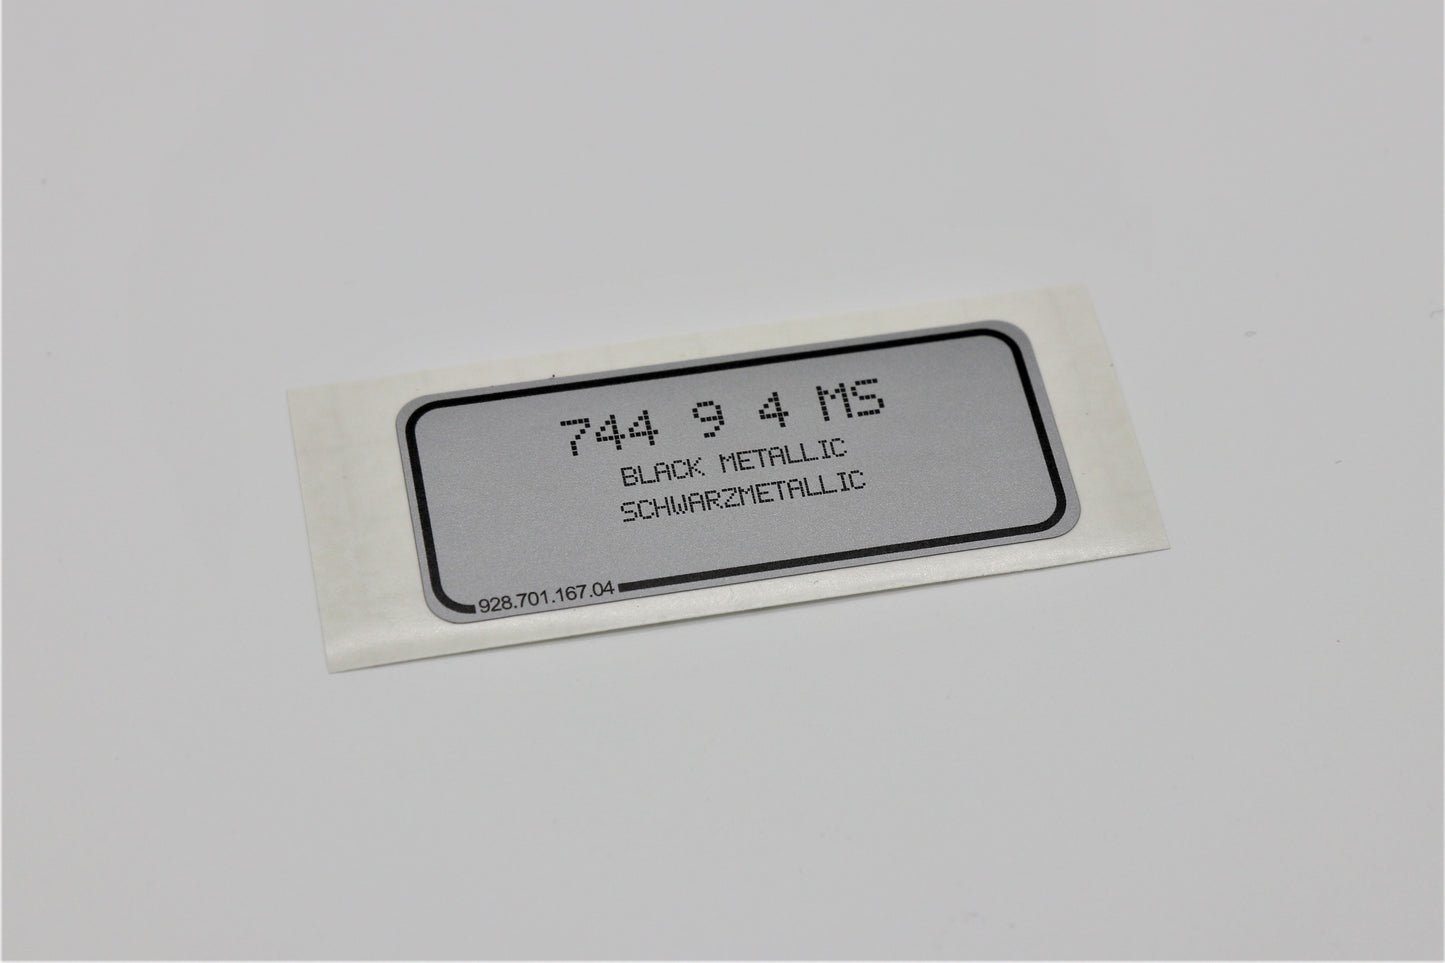 744 9 4 MS
BLACK METALLIC
SCHWARZMETALLIC
928.701.167.04